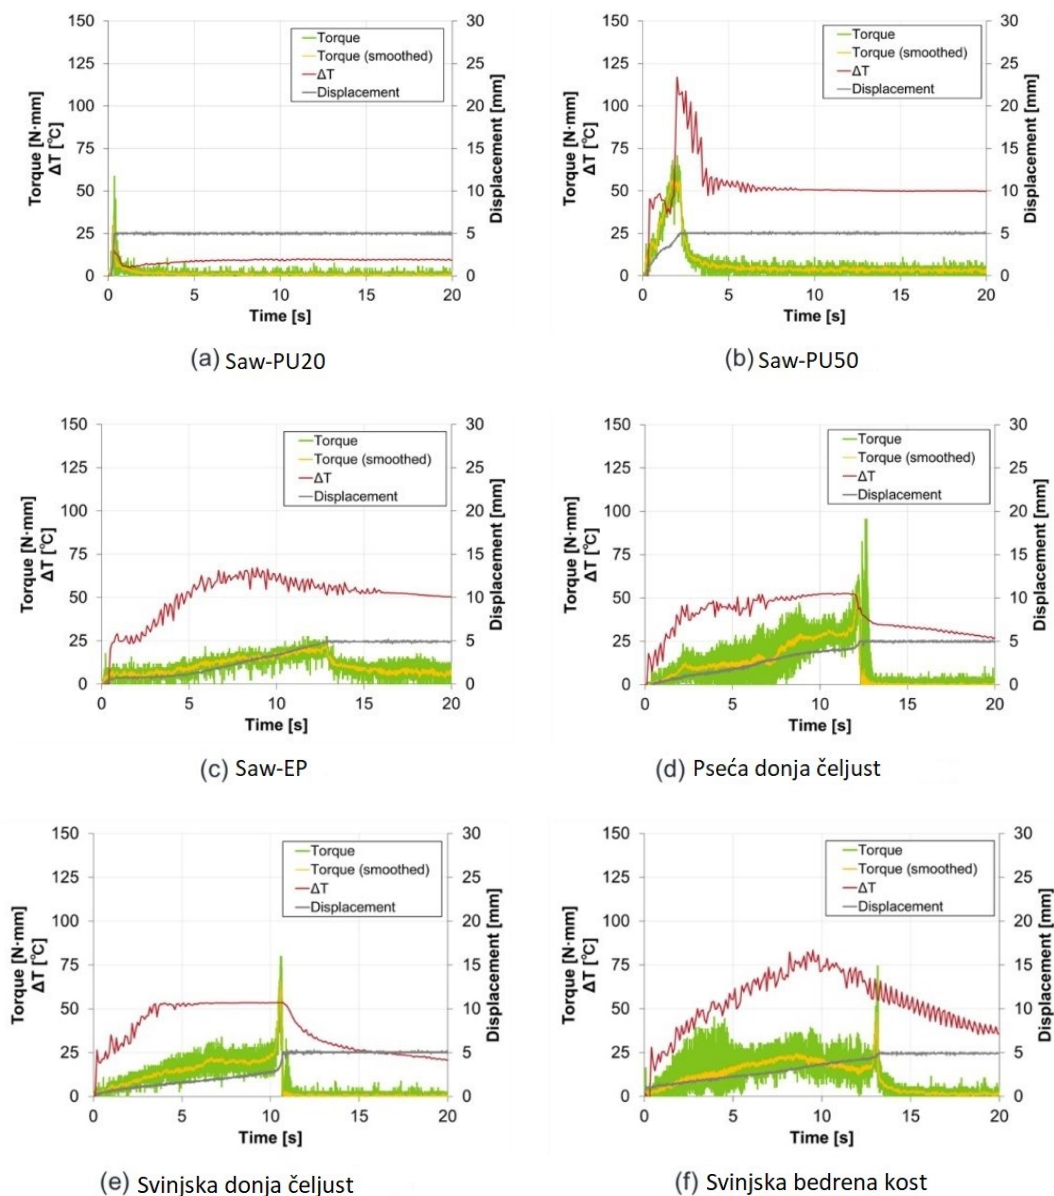 150
125
100
75
50
25
0
Torque [N·mm]
ΔT [℃]
30
25
20
15
10
5
0
Displacement [mm]
Torque
Torque (smoothed)
ΔT
Displacement
0
5
10
15
20
Time [s]
(a) Saw-PU20
150
125
100
75
50
25
0
Torque [N·mm]
ΔT [℃]
30
25
20
15
10
5
0
Displacement [mm]
Torque
Torque (smoothed)
ΔT
Displacement
0
5
10
15
20
Time [s]
(b) Saw-PU50
150
125
100
75
50
25
0
Torque [N·mm]
ΔT [℃]
30
25
20
15
10
5
0
Displacement [mm]
Torque
Torque (smoothed)
ΔT
Displacement
0
5
10
15
20
Time [s]
(c) Saw-EP
150
125
100
75
50
25
0
Torque [N·mm]
ΔT [℃]
30
25
20
15
10
5
0
Displacement [mm]
Torque
Torque (smoothed)
ΔT
Displacement
0
5
10
15
20
Time [s]
(d) Pseća donja čeljust
150
125
100
75
50
25
0
Torque [N·mm]
ΔT [℃]
30
25
20
15
10
5
0
Displacement [mm]
Torque
Torque (smoothed)
ΔT
Displacement
0
5
10
15
20
Time [s]
(e) Svinjska donja čeljust
150
125
100
75
50
25
0
Torque [N·mm]
ΔT [℃]
30
25
20
15
10
5
0
Displacement [mm]
Torque
Torque (smoothed)
ΔT
Displacement
0
5
10
15
20
Time [s]
(f) Svinjska bedrena kost